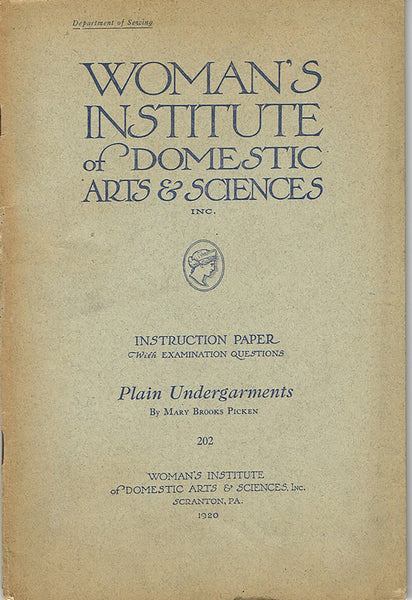 Department of Sewing
WOMAN'S
INSTITUTE
of DOMESTIC
ARTS & SCIENCES
INC.
INSTRUCTION PAPER
With EXAMINATION QUESTIONS
Plain Undergarments
By MARY BROOKS PICKEN
202
WOMAN'S INSTITUTE
of DOMESTIC ARTS & SCIENCES, INC.
SCRANTON, PA.
1920